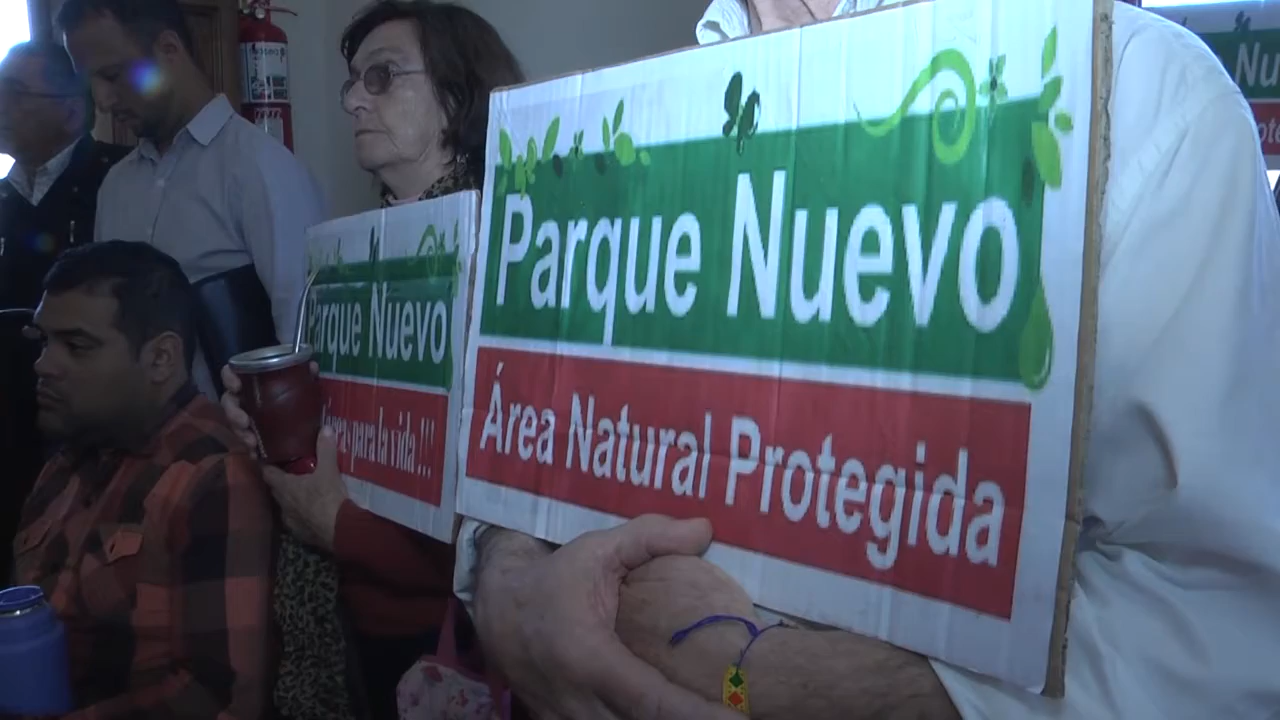 Parque Nuevo
Área Natural Protegida
Parque Nuevo
para la vida !!!
Nu